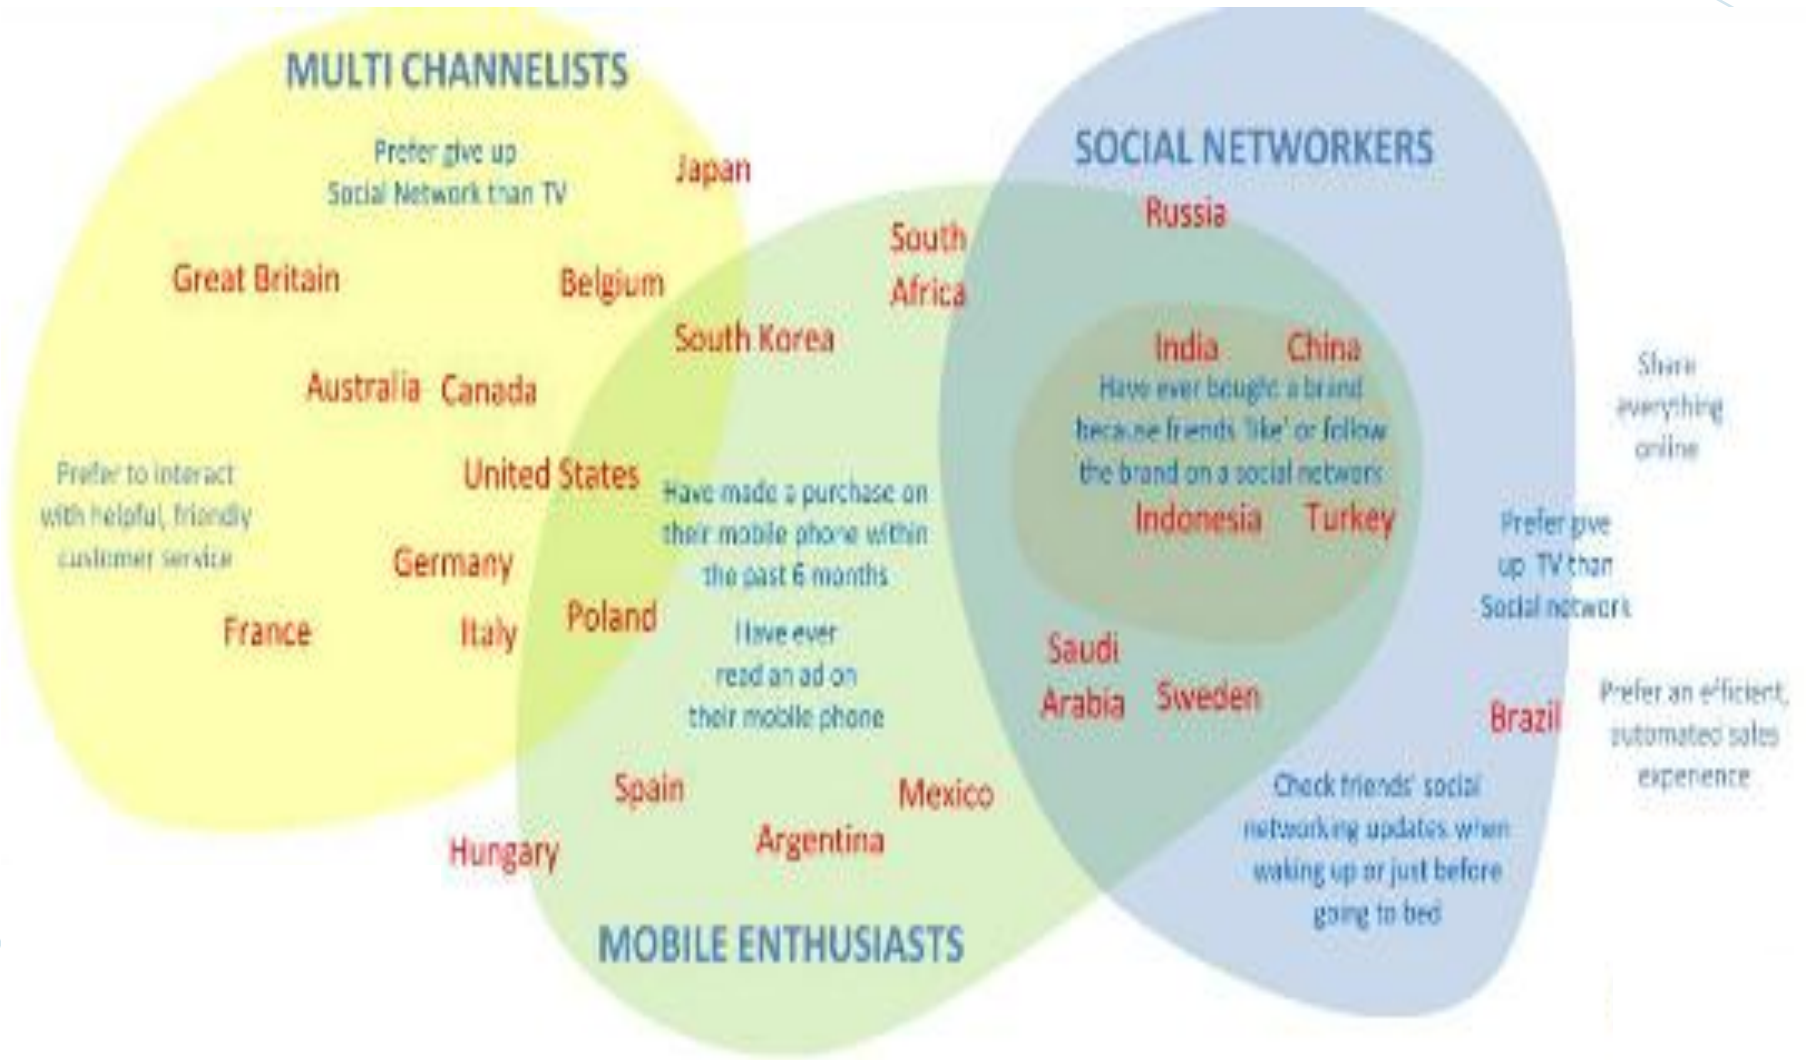 MULTI CHANNELISTS
Prefer give up
Social Network than TV
Japan
Great Britain
Belgium
South Korea
Australia Canada
United States
Prefer to interact
with helpful, friendly
customer service
Germany
France
Italy
Poland
South
Africa
Have made a purchase on
their mobile phone within
the past 6 months
Have ever
read an ad on
their mobile phone
Spain
Mexico
Argentina
Hungary
MOBILE ENTHUSIASTS
SOCIAL NETWORKERS
Russia
India China
Have ever bought a brand
because friends 'like' or follow
the brand on a social network
Indonesia Turkey
Saudi
Arabia
Sweden
Share
everything
online
Prefer give
up TV than
Social network
Brazil
Prefer an efficient,
automated sales
experience
Check friends' social
networking updates when
waking up or just before
going to bed